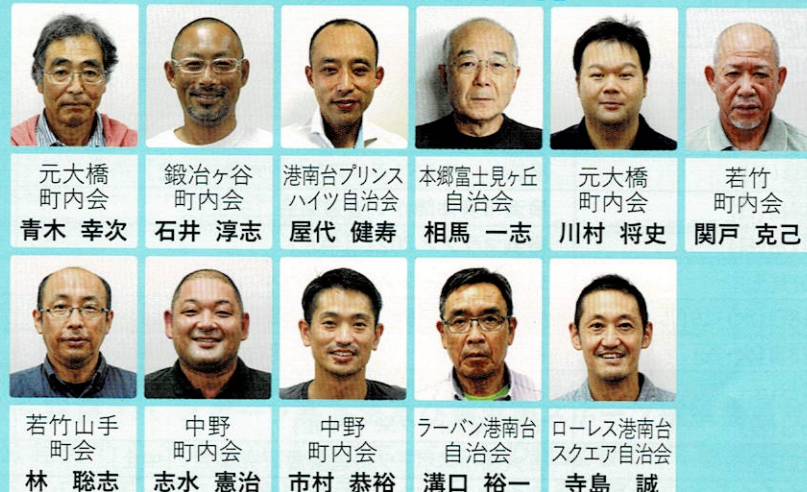 元大橋
町内会
青木 幸次
鍛冶ヶ谷
町内会
石井 淳志
港南台プリンス
ハイツ自治会
屋代 健寿
本郷富士見ヶ丘
自治会
相馬 一志
元大橋
町内会
川村 将史
若竹
町内会
関戸 克己
若竹山手
町会
林 聡志
中野
町内会
志水 憲治
中野
町内会
市村 恭裕
ラーバン港南台
自治会
溝口 裕一
ローレス港南台
スクエア自治会
寺島 誠